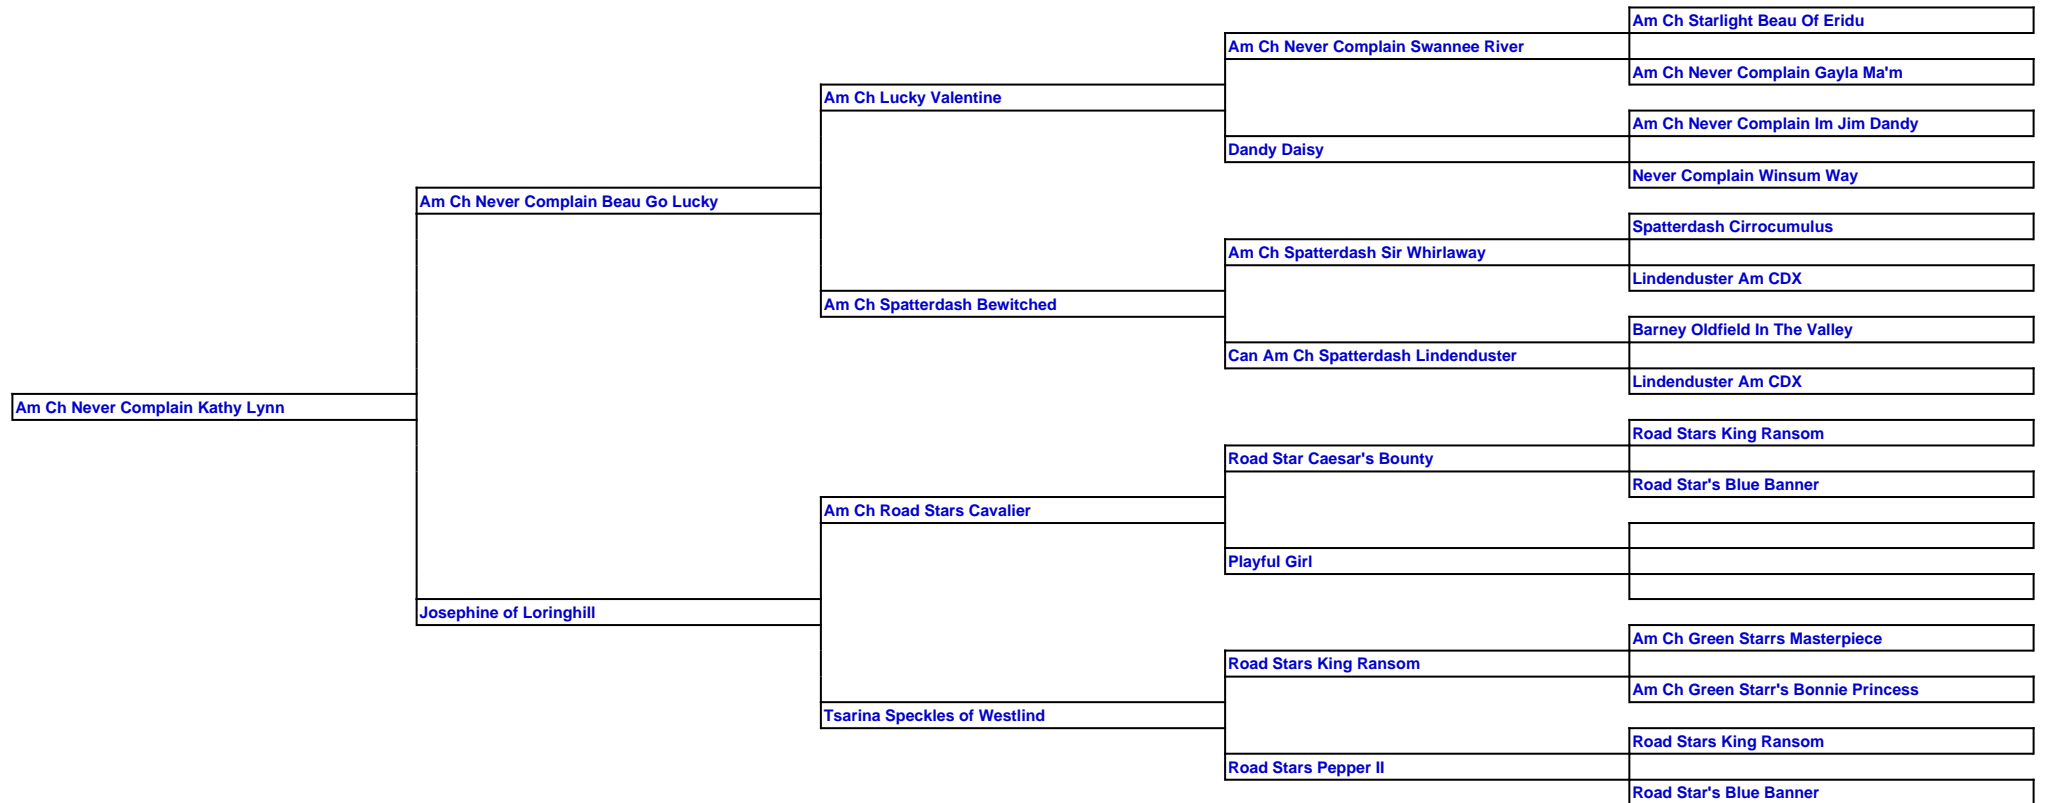 Am Ch Starlight Beau Of Eridu
Am Ch Never Complain Swannee River
Am Ch Never Complain Gayla Ma'm
Am Ch Lucky Valentine
Am Ch Never Complain Im Jim Dandy
Dandy Daisy
Never Complain Winsum Way
Am Ch Never Complain Beau Go Lucky
Spatterdash Cirrocumulus
Am Ch Spatterdash Sir Whirlaway
Lindenduster Am CDX
Am Ch Spatterdash Bewitched
Barney Oldfield In The Valley
Can Am Ch Spatterdash Lindenduster
Lindenduster Am CDX
Am Ch Never Complain Kathy Lynn
Road Stars King Ransom
Road Star Caesar's Bounty
Road Star's Blue Banner
Am Ch Road Stars Cavalier
Playful Girl
Josephine of Loringhill
Am Ch Green Starrs Masterpiece
Road Stars King Ransom
Am Ch Green Starr's Bonnie Princess
Tsarina Speckles of Westlind
Road Stars King Ransom
Road Stars Pepper II
Road Star's Blue Banner